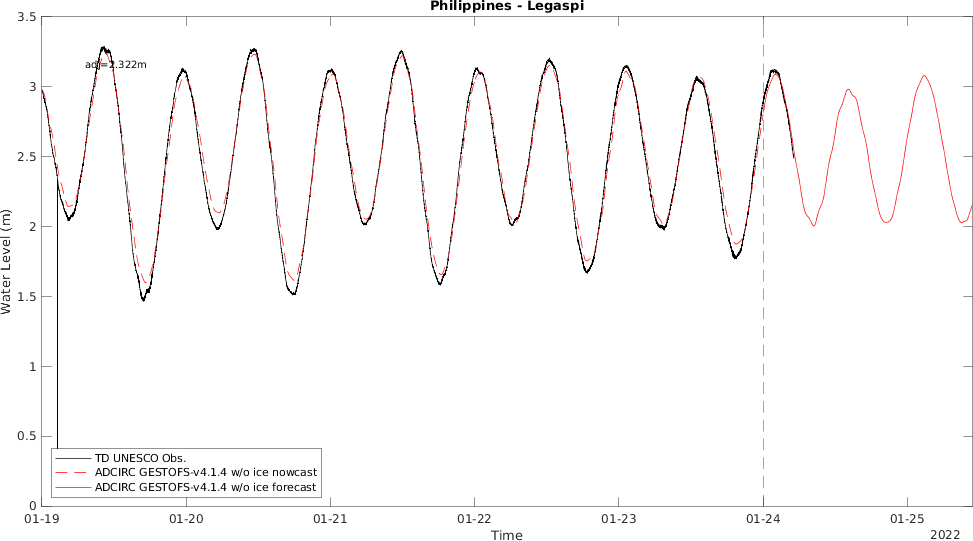 Philippines - Legaspi
3.5
adj=2.322m
3
2.5
2
Water Level (m)
1.5
1
0.5
TD UNESCO Obs.
ADCIRC GESTOFS-v4.1.4 w/o ice nowcast
ADCIRC GESTOFS-v4.1.4 w/o ice forecast
0
01-19 01-20 01-21 01-22 01-23 01-24 01-25
Time
2022